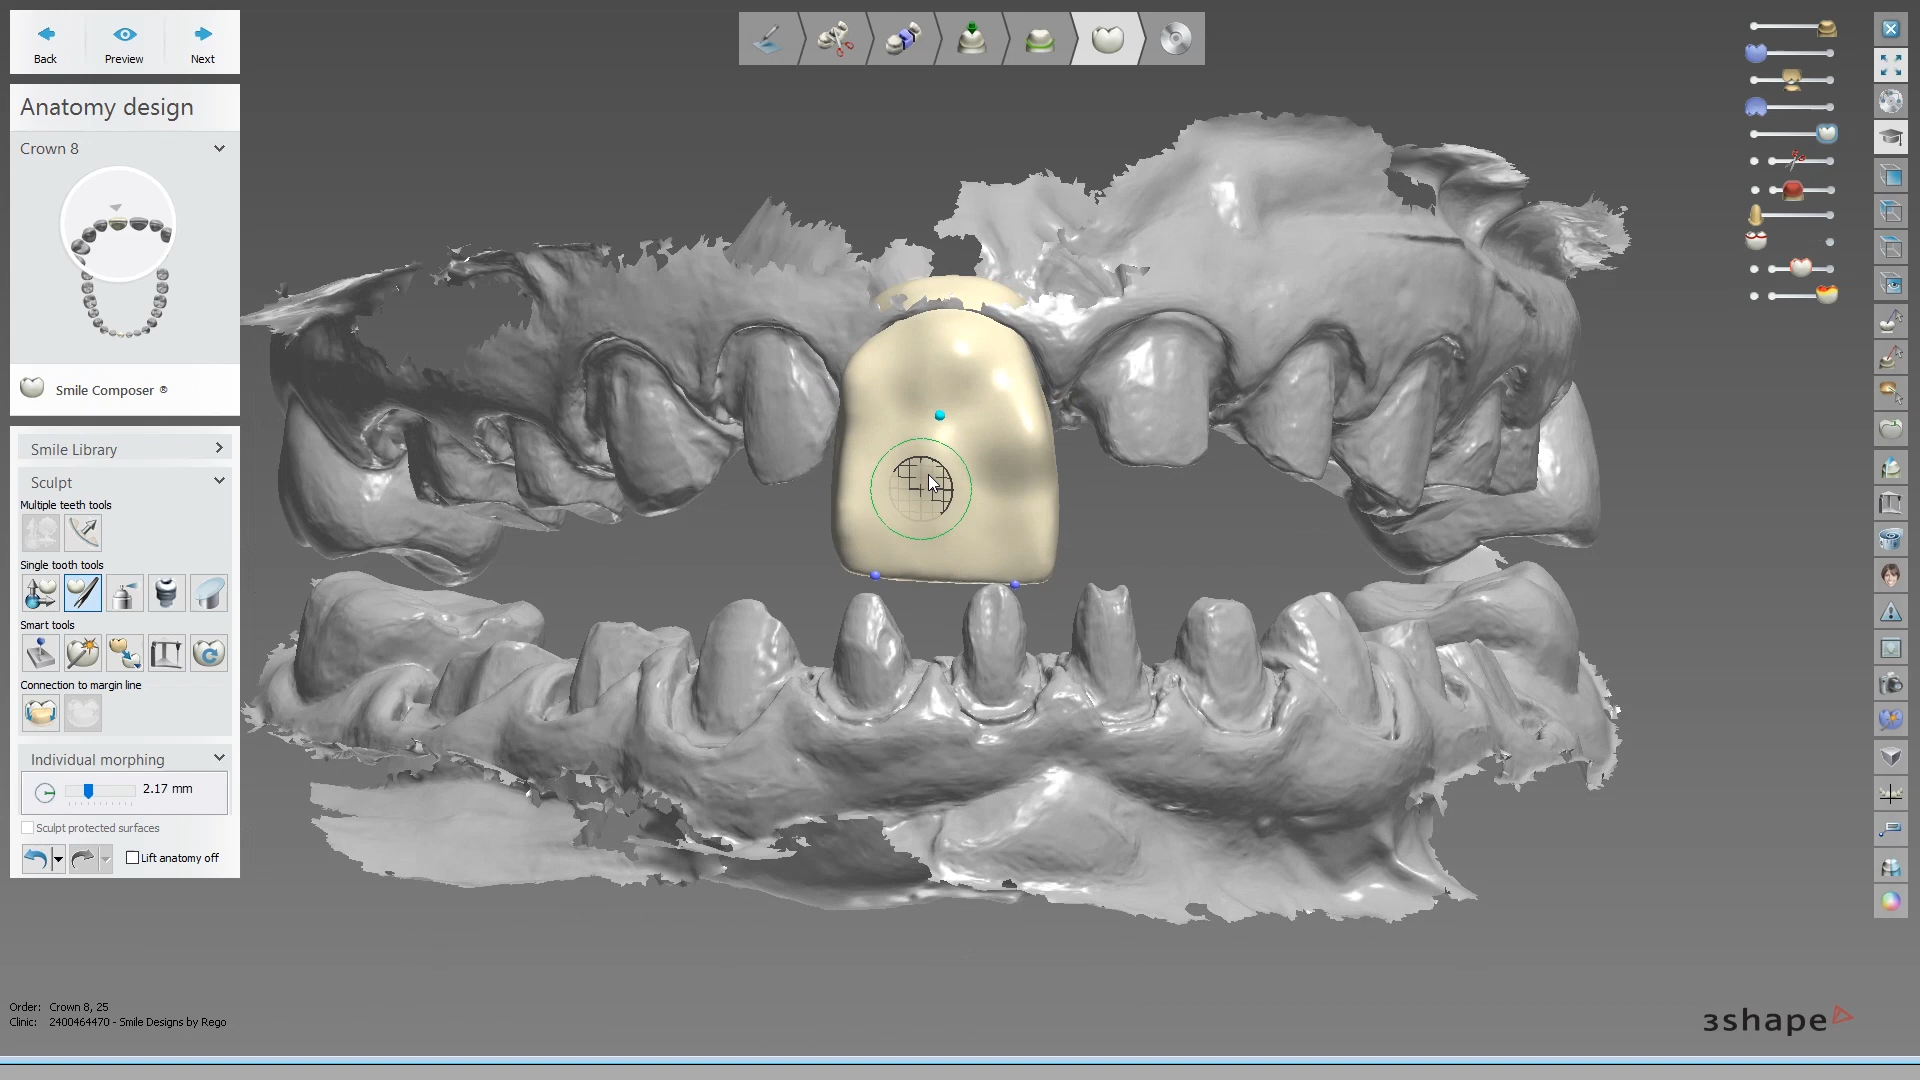 Back
Preview
Next
Anatomy design
Crown 8
Smile Composer ®
Smile Library
Sculpt
Multiple teeth tools
Single tooth tools
Smart tools
Connection to margin line
Individual morphing
2.17 mm
Sculpt protected surfaces
Lift anatomy off
Order: Crown 8, 25
Clinic: 2400464470 - Smile Designs by Rego
3shape